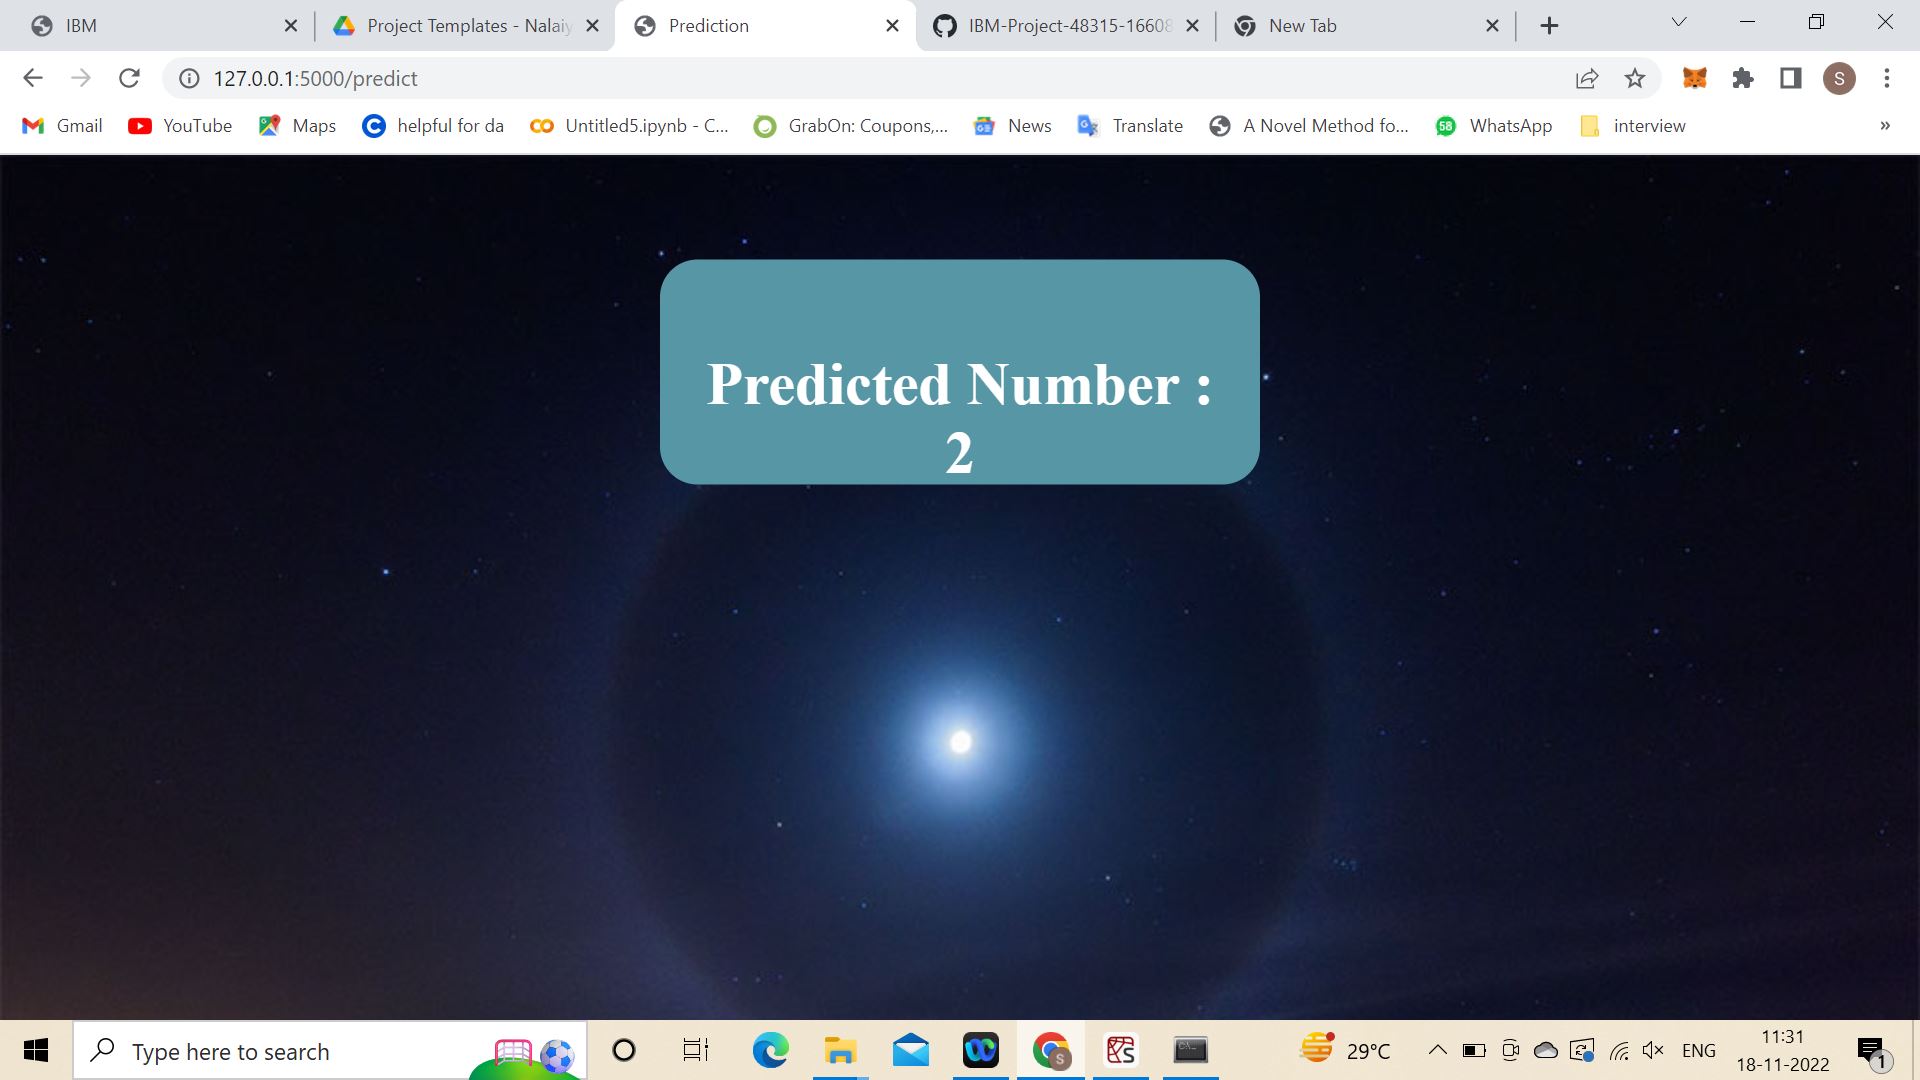 IBM
Project Templates - Nalaiy
Prediction
IBM-Project-48315-16608
New Tab
127.0.0.1:5000/predict
S
Gmail
YouTube
Maps
helpful for da
Untitled5.ipynb - C...
GrabOn: Coupons,...
News
Translate
A Novel Method fo...
58
WhatsApp
interview
»
Predicted Number :
2
Type here to search
S
29°C
ENG
11:31
18-11-2022
1